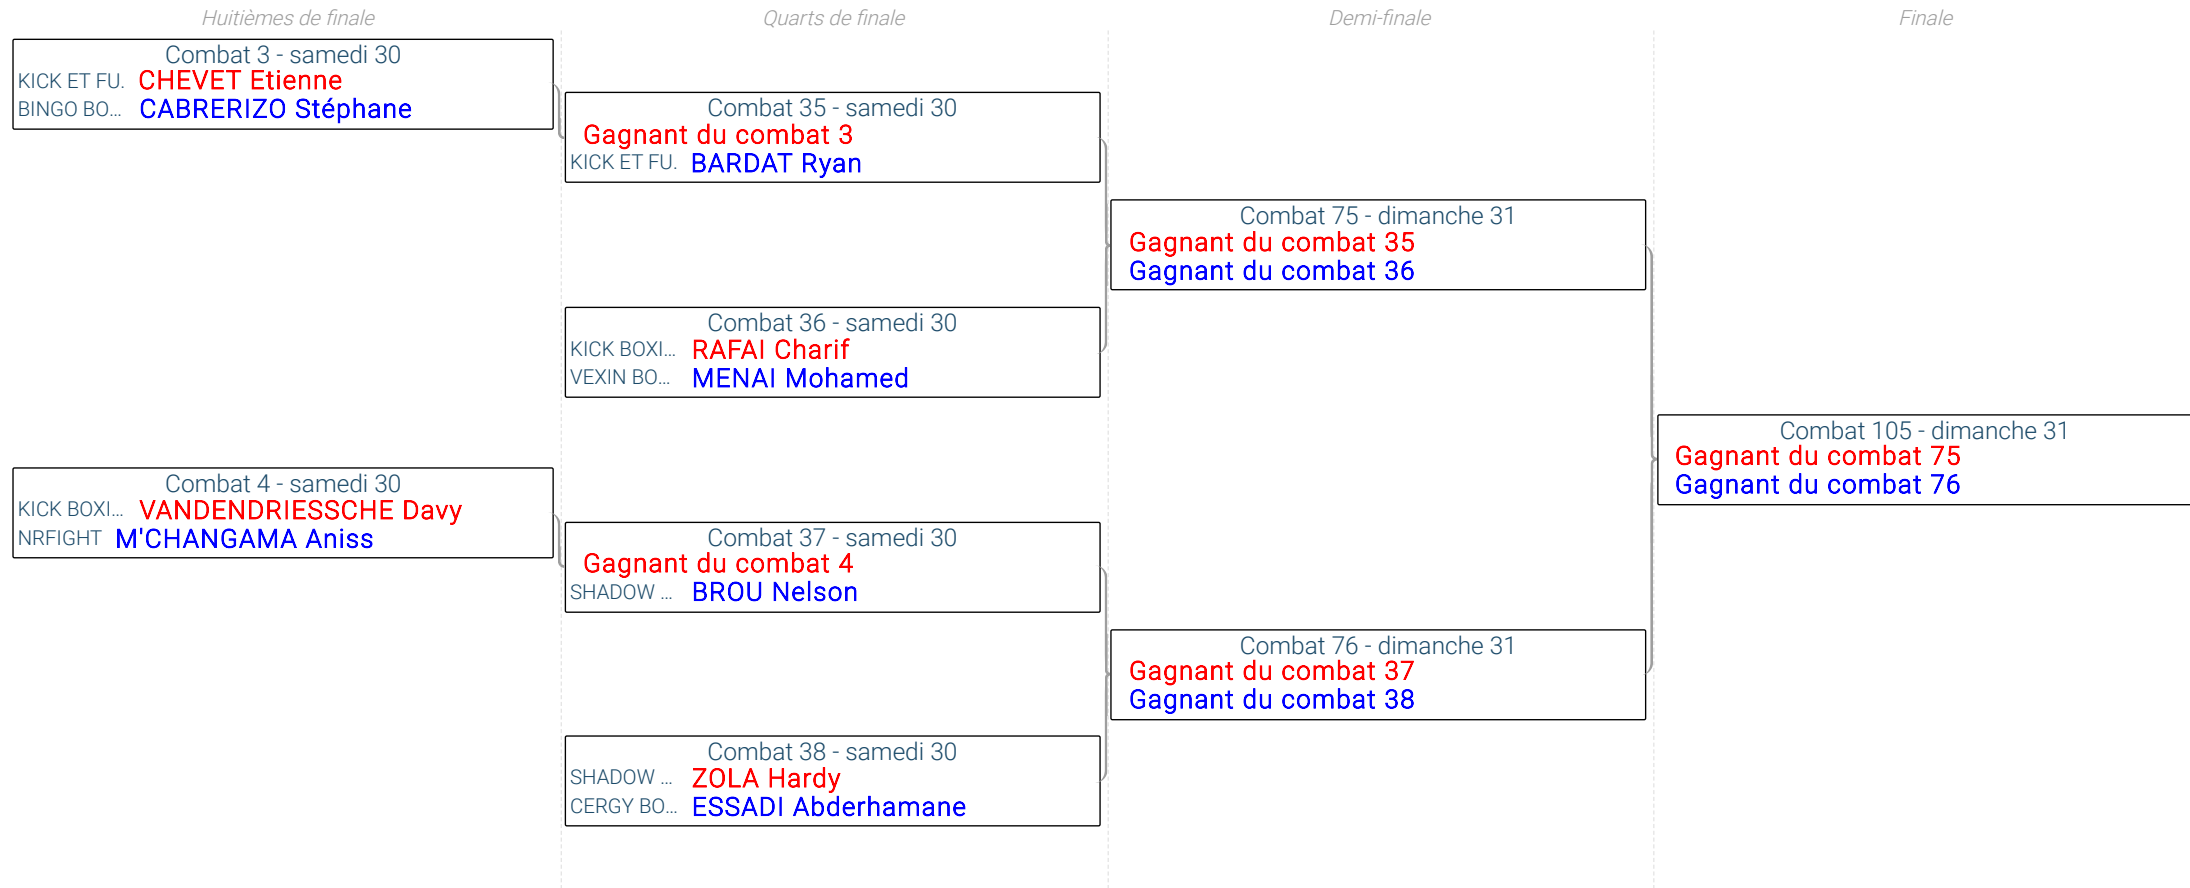 Huitièmes de finale
Quarts de finale
Demi-finale
Finale
Combat 3 - samedi 30
KICK ET FU. CHEVET Etienne
BINGO BO... CABRERIZO Stéphane
Combat 35 - samedi 30
Gagnant du combat 3
KICK ET FU. BARDAT Ryan
Combat 75 - dimanche 31
Gagnant du combat 35
Gagnant du combat 36
Combat 36 - samedi 30
KICK BOXI... RAFAI Charif
VEXIN BO... MENAI Mohamed
Combat 105 - dimanche 31
Gagnant du combat 75
Gagnant du combat 76
Combat 4 - samedi 30
KICK BOXI... VANDENDRIESSCHE Davy
NRFIGHT M'CHANGAMA Aniss
Combat 37 - samedi 30
Gagnant du combat 4
SHADOW ... BROU Nelson
Combat 76 - dimanche 31
Gagnant du combat 37
Gagnant du combat 38
Combat 38 - samedi 30
SHADOW ... ZOLA Hardy
CERGY BO... ESSADI Abderhamane